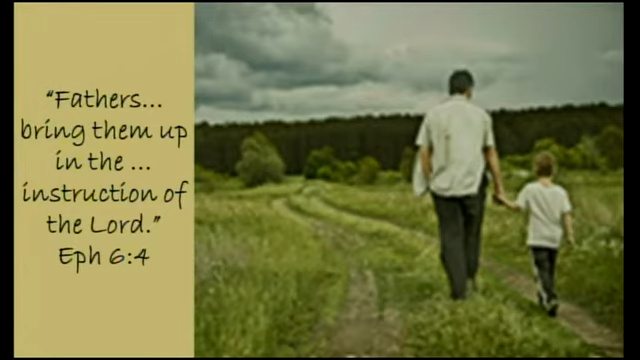 “Fathers...
bring them up
in the ...
instruction of
the Lord.”
Eph 6:4